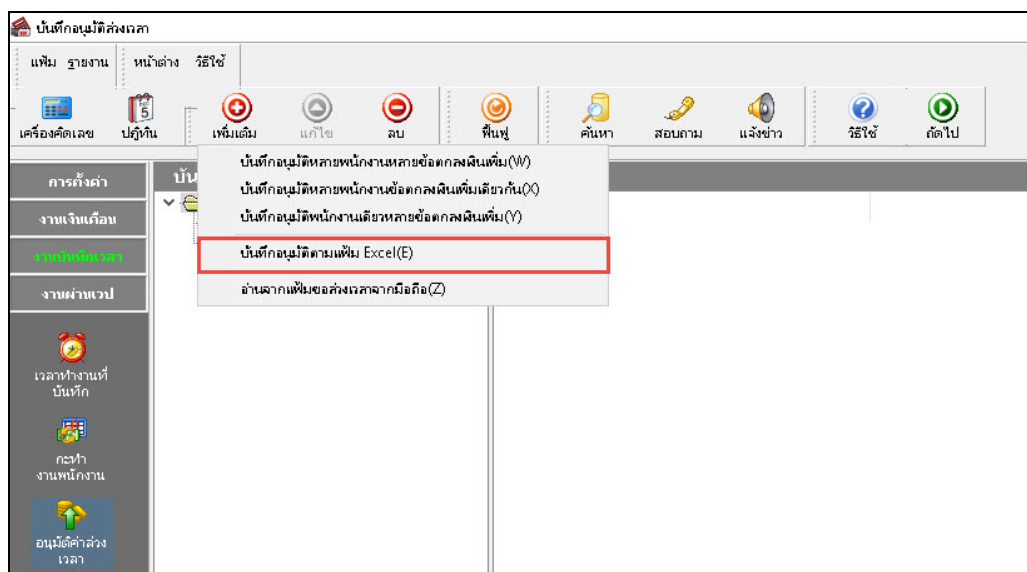 บันทึกอนุมัติล่วงเวลา
แฟ้ม รายงาน หน้าต่าง วิธีใช้
เครื่องคิดเลข ปฏิทิน เพิ่มเติม แก้ไข ลบ ฟื้นฟู ค้นหา สอบถาม แจ้งข่าว วิธีใช้ ถัดไป
การตั้งค่า
งานเงินเดือน
งานบันทึกเวลา
งานผ่านเวป
บัน
บันทึกอนุมัติหลายพนักงานหลายข้อตกลงเงินเพิ่ม(W)
บันทึกอนุมัติหลายพนักงานข้อตกลงเงินเพิ่มเดียวกัน(X)
บันทึกอนุมัติพนักงานเดียวหลายข้อตกลงเงินเพิ่ม(Y)
บันทึกอนุมัติตามแฟ้ม Excel(E)
อ่านจากแฟ้มขอล่วงเวลาจากมือถือ(Z)
เวลาทำงานที่
บันทึก
กะทำ
งานพนักงาน
อนุมัติค่าล่วง
เวลา